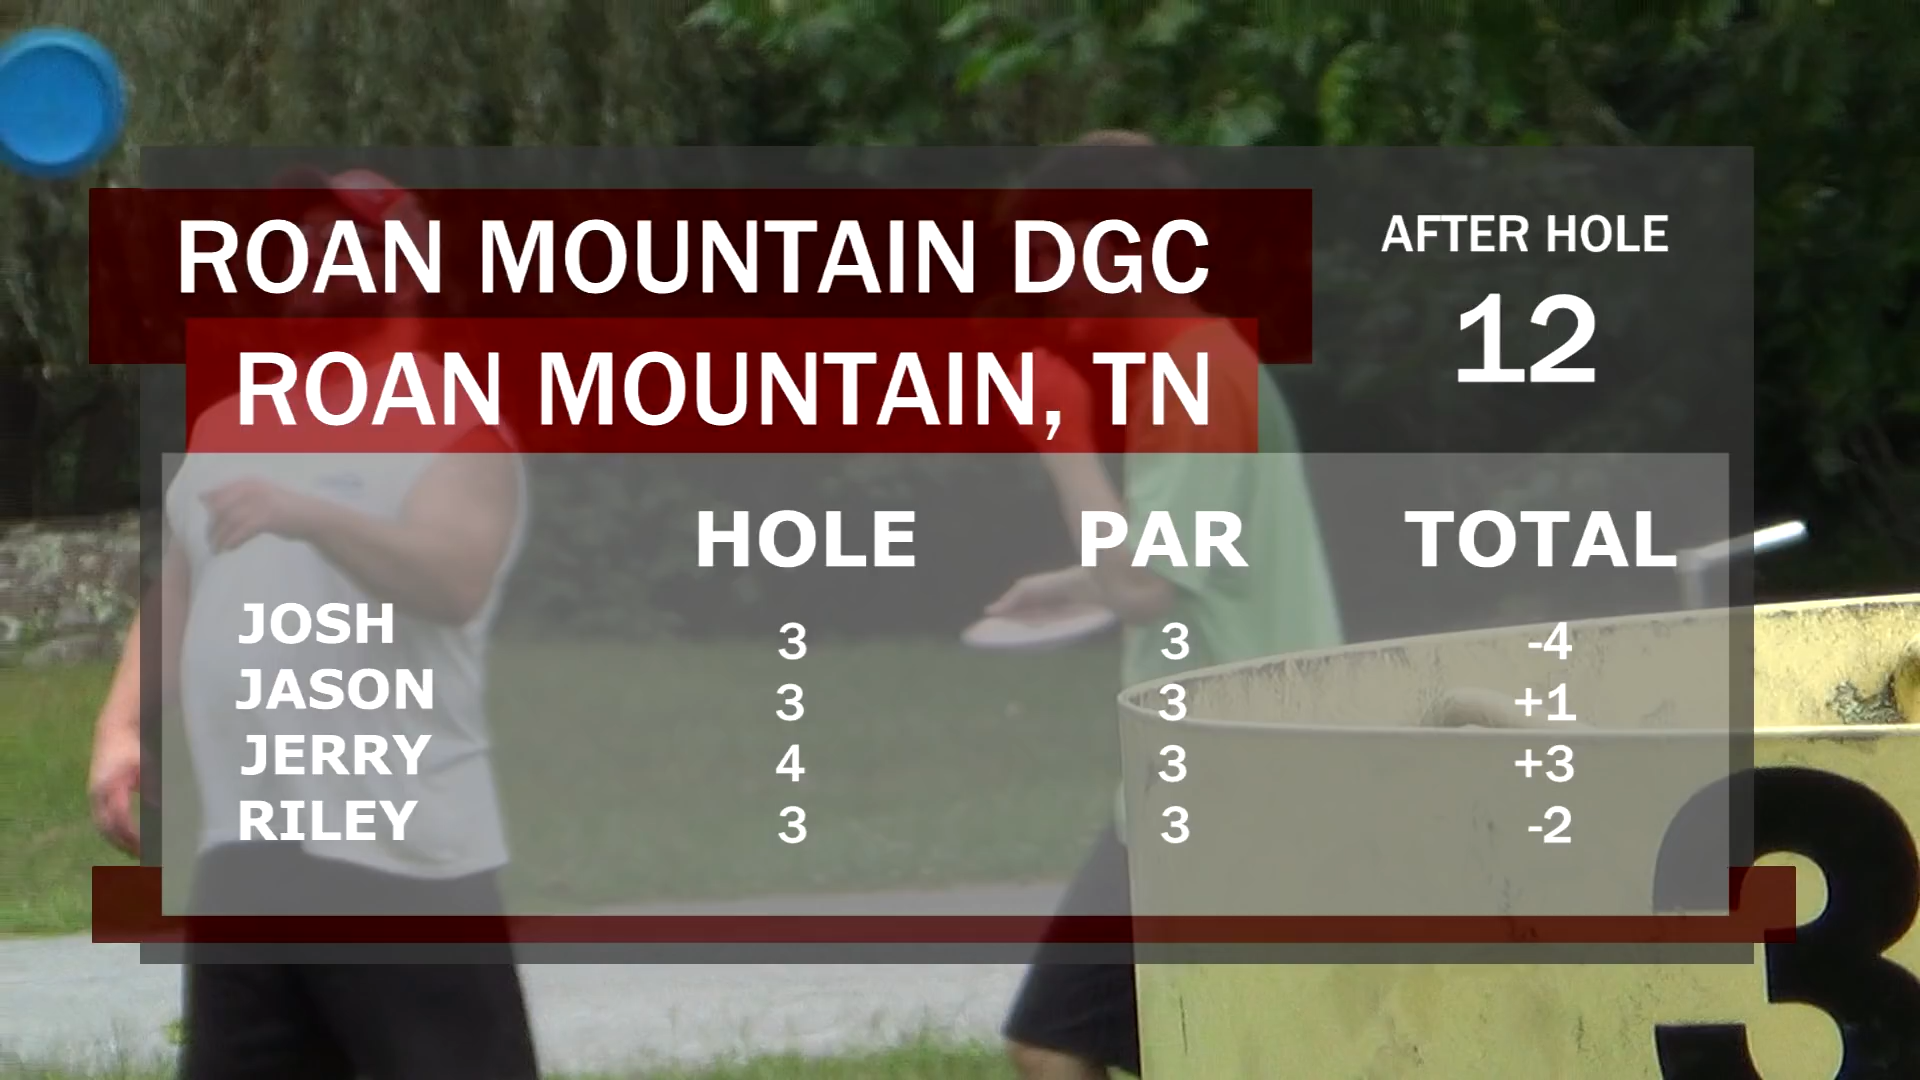 ROAN MOUNTAIN DGC
ROAN MOUNTAIN, TN
AFTER HOLE
12
HOLE PAR TOTAL
JOSH 3 3 -4
JASON 3 3 +1
JERRY 4 3 +3
RILEY 3 3 -2
3